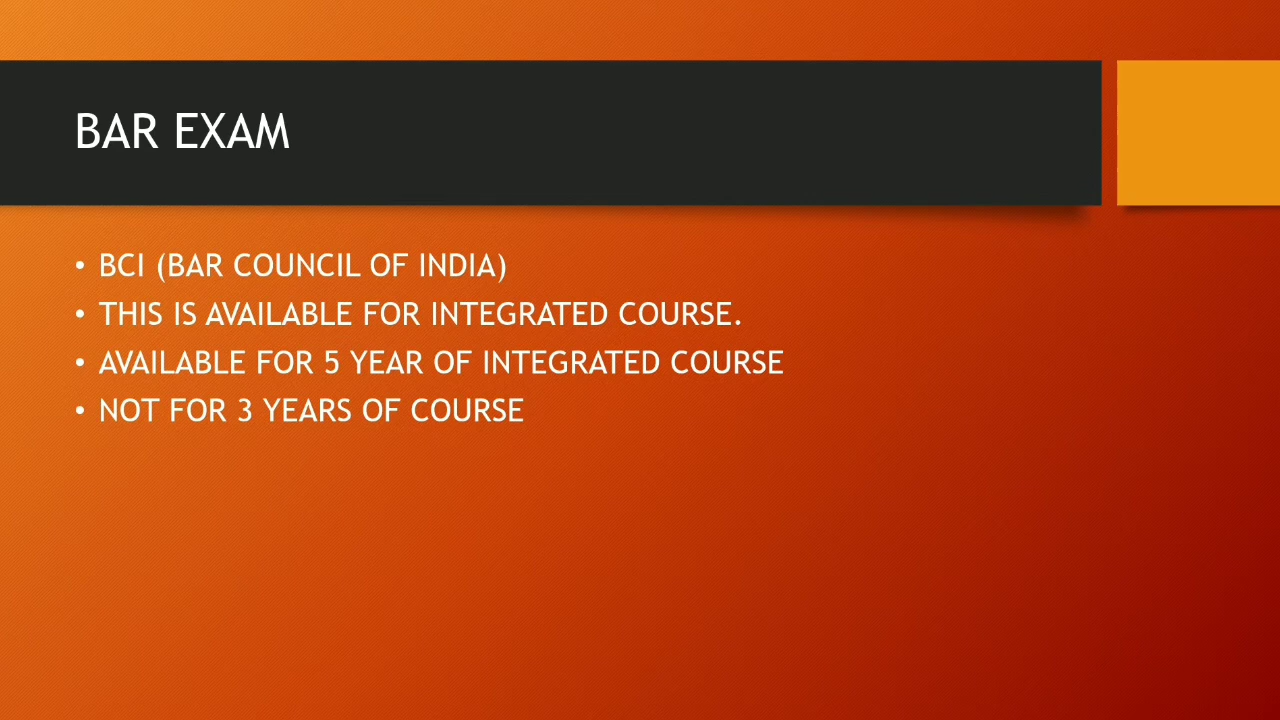 BAR EXAM
• BCI (BAR COUNCIL OF INDIA)
• THIS IS AVAILABLE FOR INTEGRATED COURSE.
• AVAILABLE FOR 5 YEAR OF INTEGRATED COURSE
• NOT FOR 3 YEARS OF COURSE